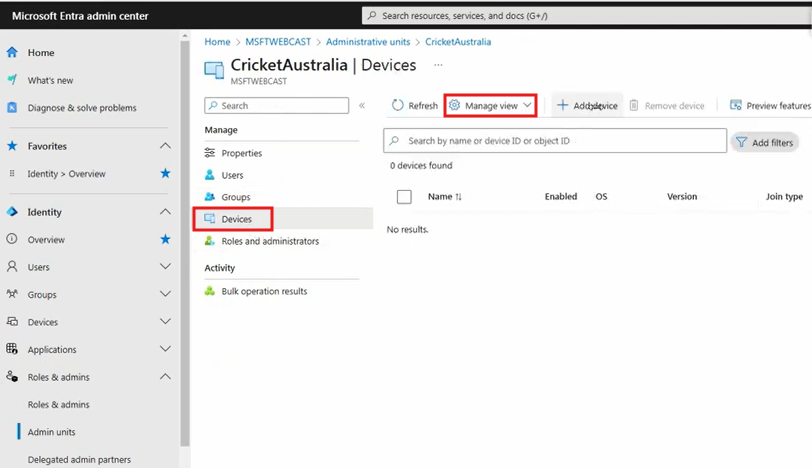 Microsoft Entra admin center
Search resources, services, and docs (G+/)
Home
What's new
Diagnose & solve problems
Favorites
Identity > Overview
Identity
Overview
Users
Groups
Devices
Applications
Roles & admins
Roles & admins
Admin units
Delegated admin partners
Home > MSFTWEBCAST > Administrative units > CricketAustralia
CricketAustralia | Devices ...
MSFTWEBCAST
Search «
Manage
Properties
Users
Groups
Devices
Roles and administrators
Activity
Bulk operation results
Refresh Manage view Add device Remove device Preview features
Search by name or device ID or object ID Add filters
0 devices found
Name ↑↓ Enabled OS Version Join type
No results.